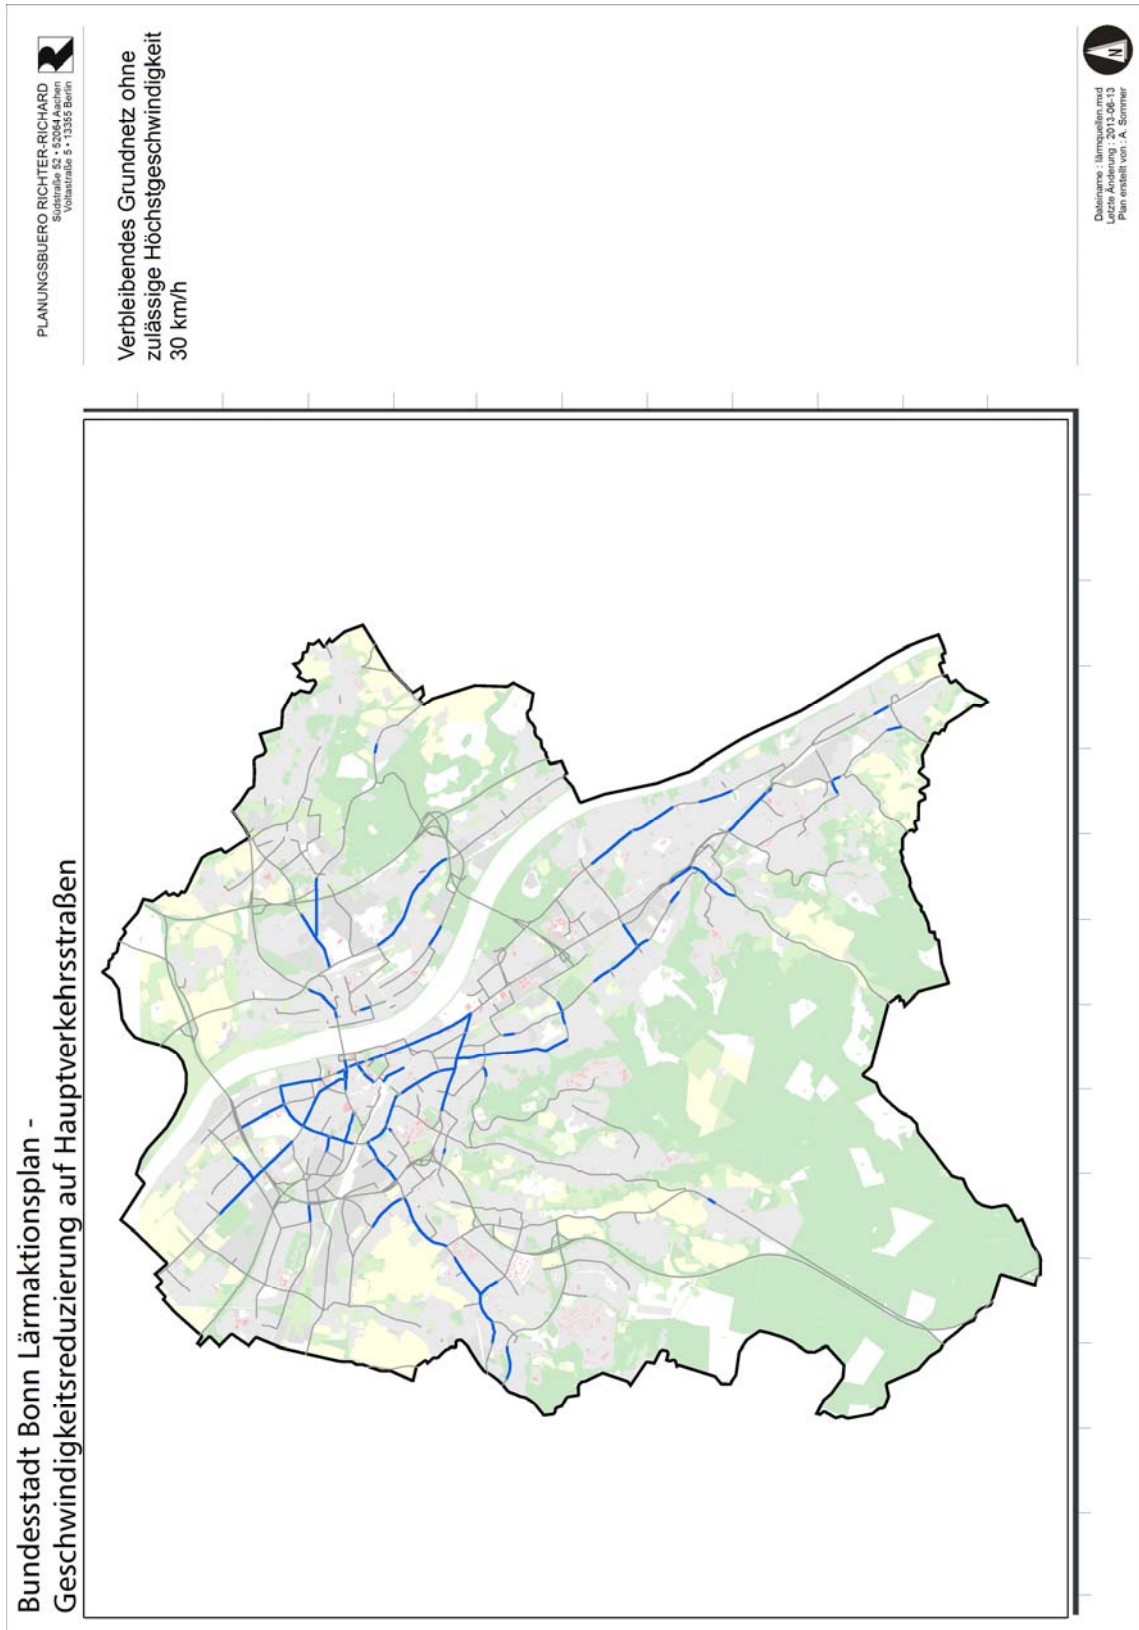 Bundesstadt Bonn Lärmaktionsplan -
Geschwindigkeitsreduzierung auf Hauptverkehrsstraßen
PLANUNGSBUERO RICHTER-RICHARD
Südstraße 52 • 52064 Aachen
Voltastraße 5 • 13355 Berlin
Verbleibendes Grundnetz ohne
zulässige Höchstgeschwindigkeit
30 km/h
N
Dateiname : lärmquellen.mxd
Letzte Änderung : 2013-06-13
Plan erstellt von : A. Sommer